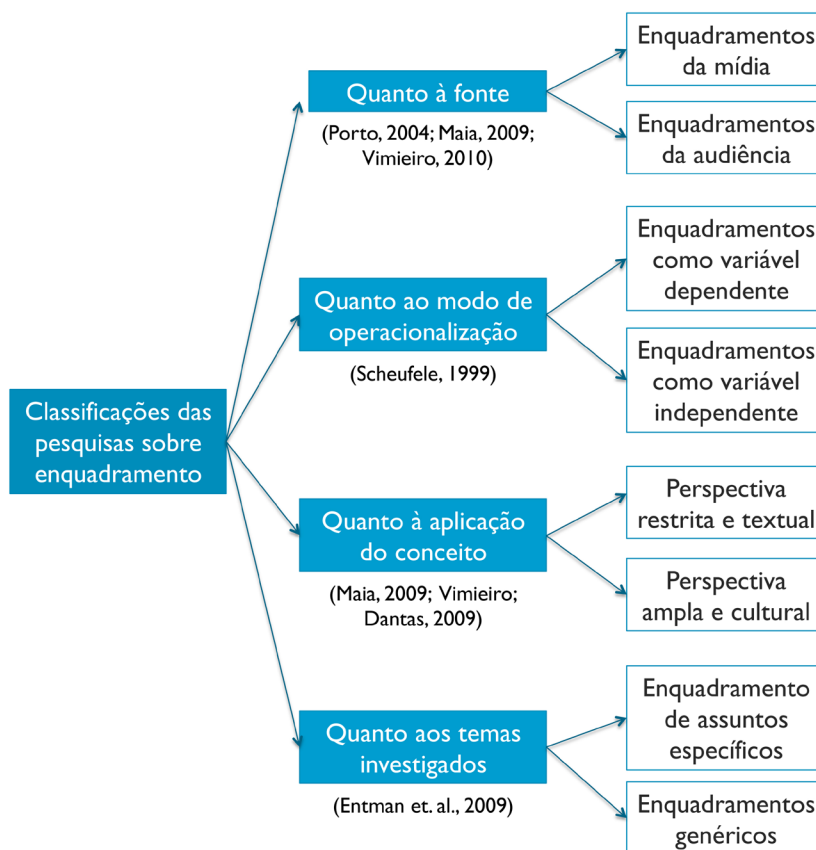 Classificações das
pesquisas sobre
enquadramento
Quanto à fonte
(Porto, 2004; Maia, 2009;
Vimieiro, 2010)
Enquadramentos
da mídia
Enquadramentos
da audiência
Quanto ao modo de
operacionalização
(Scheufele, 1999)
Enquadramentos
como variável
dependente
Enquadramentos
como variável
independente
Quanto à aplicação
do conceito
(Maia, 2009; Vimieiro;
Dantas, 2009)
Perspectiva
restrita e textual
Perspectiva
ampla e cultural
Quanto aos temas
investigados
(Entman et. al., 2009)
Enquadramento
de assuntos
específicos
Enquadramentos
genéricos